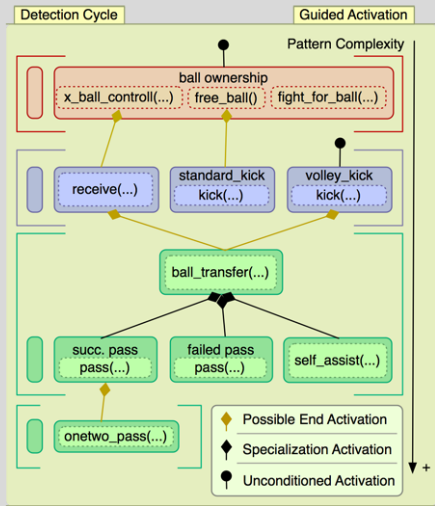 Detection Cycle
Guided Activation
Pattern Complexity
ball ownership
x_ball_controll(...)
free_ball()
fight_for_ball(...)
receive(...)
standard_kick
kick(...)
volley_kick
kick(...)
ball_transfer(...)
succ. pass
pass(...)
failed pass
pass(...)
self_assist(...)
onetwo_pass(...)
Possible End Activation
Specialization Activation
Unconditioned Activation
+